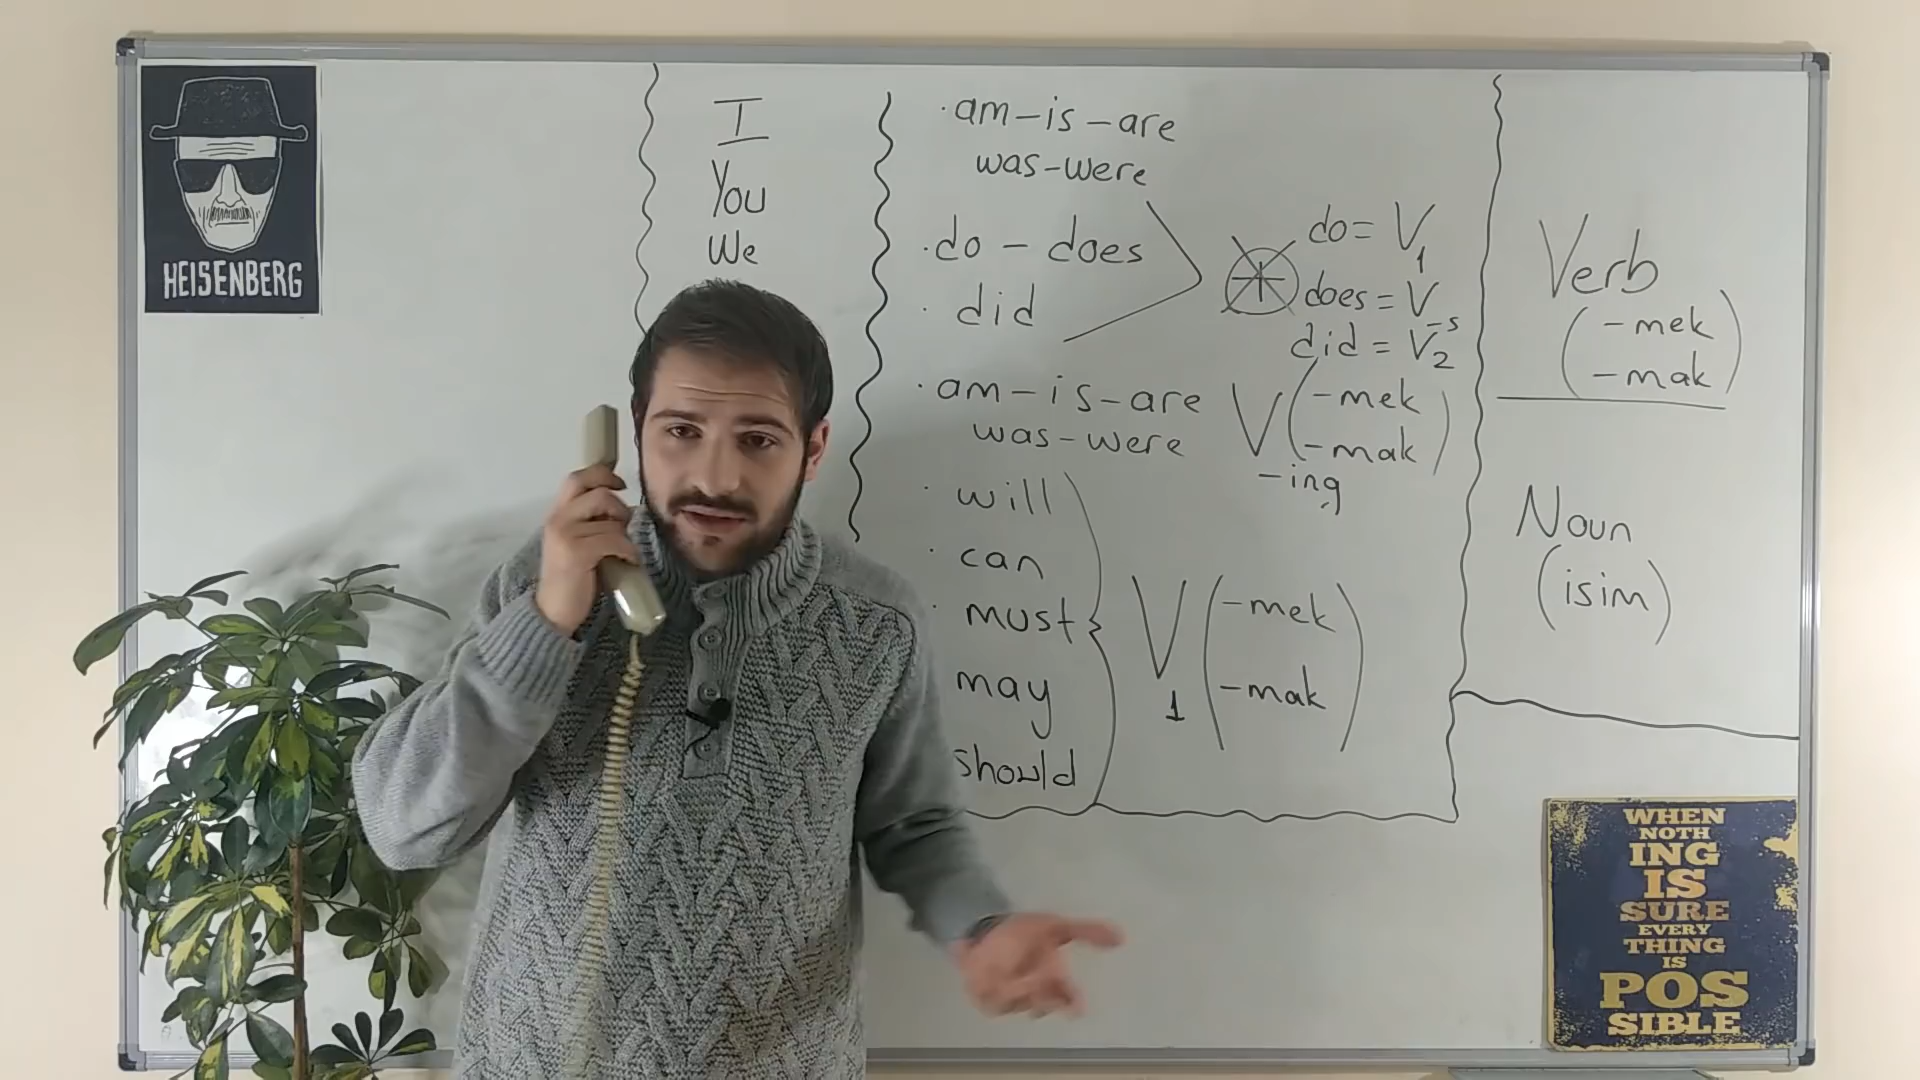 HEISENBERG
I
You
We
· am-is-are
was-were
· do - does
· did
+
do = V1
does = V-s
did = V2
· am-is-are
was-were
V (-mek
-mak)
-ing
· will
· can
· must
may
should
V1 (-mek
-mak)
Verb
(-mek
-mak)
Noun
(isim)
WHEN
NOTH
ING
IS
SURE
EVERY
THING
IS
POS
SIBLE